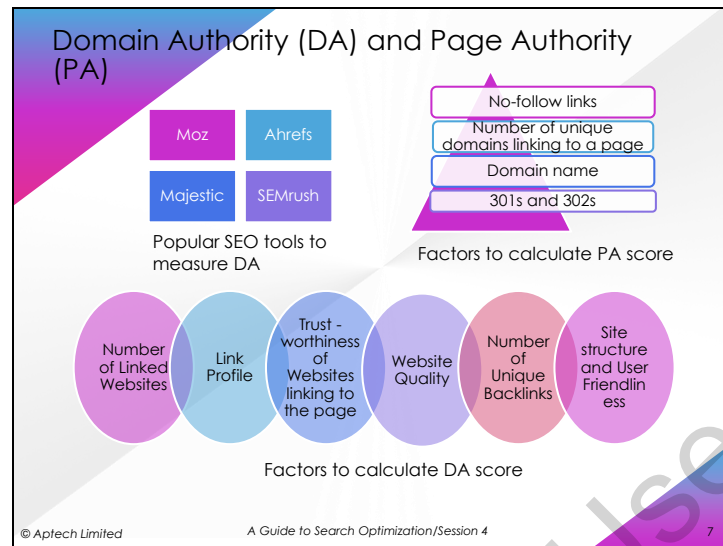 Domain Authority (DA) and Page Authority
(PA)
Moz
Ahrefs
Majestic
SEMrush
Popular SEO tools to
measure DA
No-follow links
Number of unique
domains linking to a page
Domain name
301s and 302s
Factors to calculate PA score
Number
of Linked
Websites
Link
Profile
Trust -
worthiness
of
Websites
linking to
the page
Website
Quality
Number
of
Unique
Backlinks
Site
structure
and User
Friendlin
ess
Factors to calculate DA score
© Aptech Limited
A Guide to Search Optimization/Session 4
7
Use